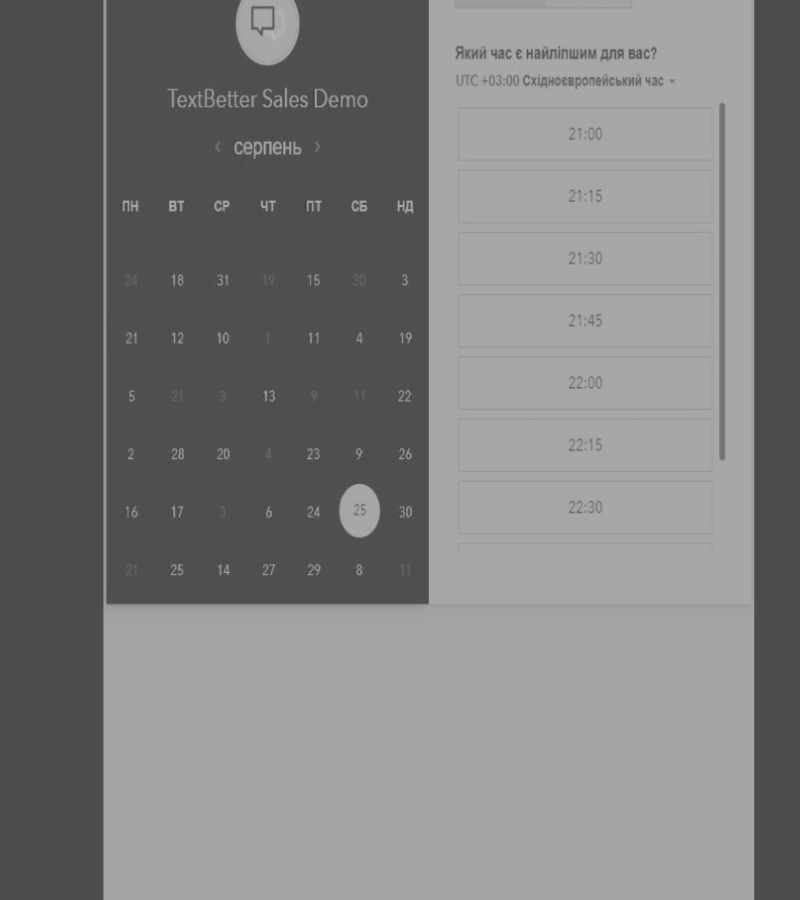 TextBetter Sales Demo
серпень
ПН ВТ СР ЧТ ПТ СБ НД
24 18 31 19 15 30 3
21 12 10 1 11 4 19
5 21 3 13 9 11 22
2 28 20 4 23 9 26
16 17 3 6 24 25 30
21 25 14 27 29 8 11
Який час є найліпшим для вас?
UTC +03:00 Східноєвропейський час
21:00
21:15
21:30
21:45
22:00
22:15
22:30